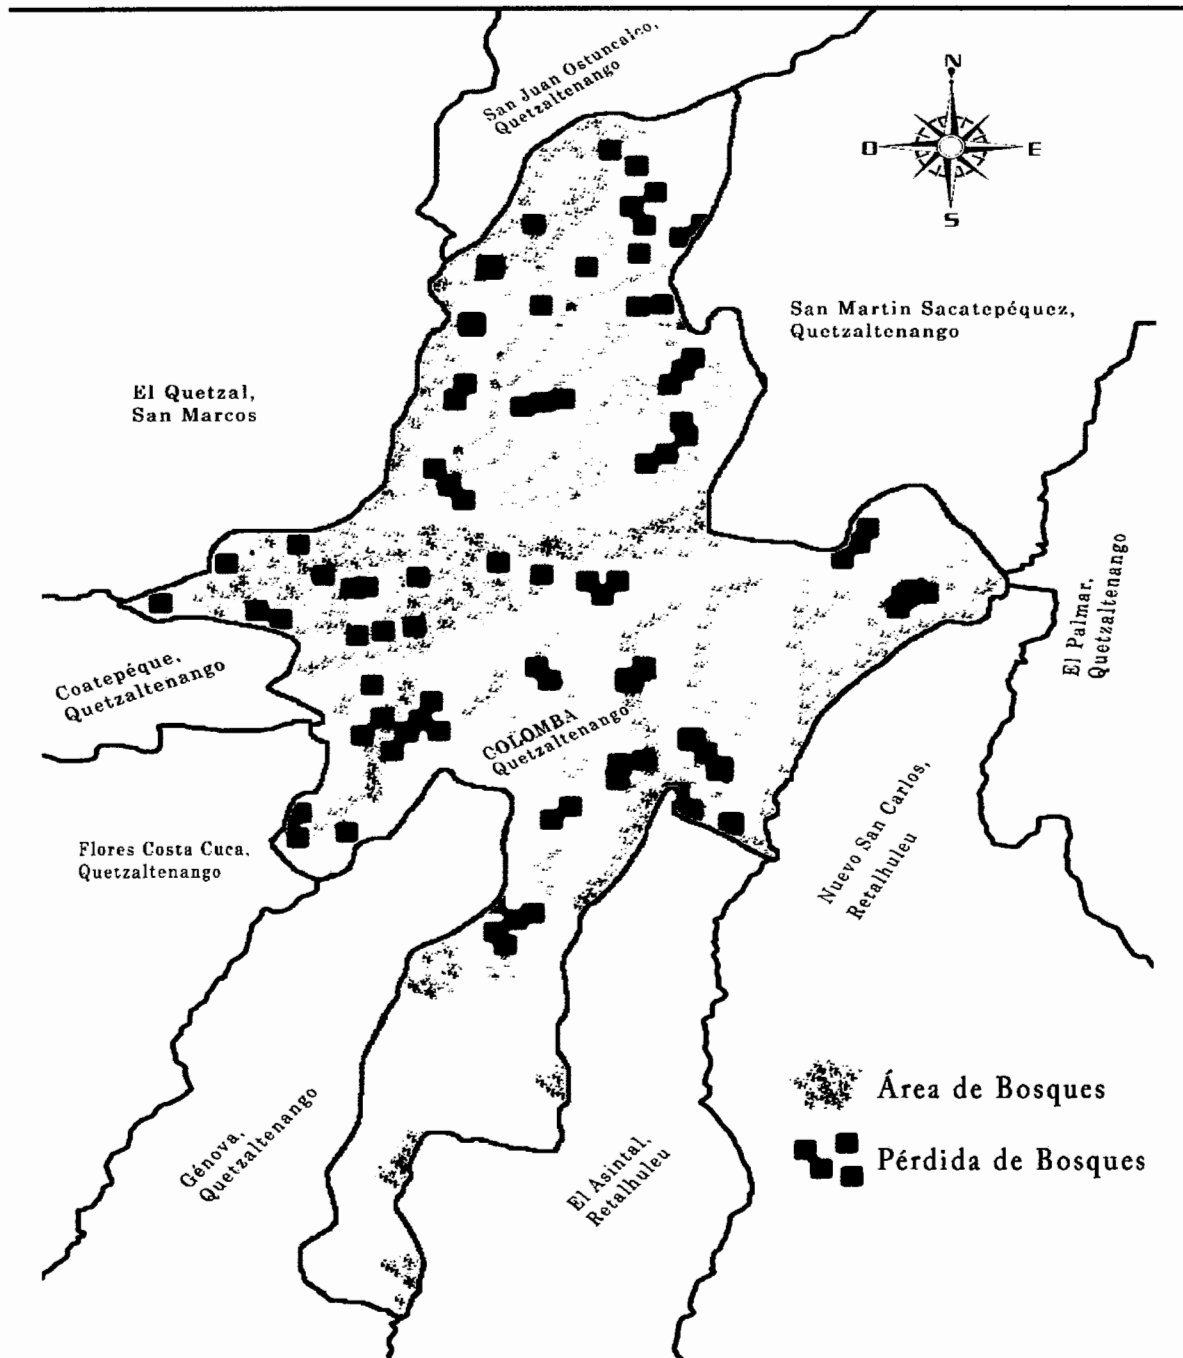 San Juan Ostuncalco,
Quetzaltenango
N
O
E
S
San Martin Sacatepéquez,
Quetzaltenango
El Quetzal,
San Marcos
El Palmar,
Quetzaltenango
Coatepéque,
Quetzaltenango
COLOMBA
Quetzaltenango
Flores Costa Cuca,
Quetzaltenango
Nuevo San Carlos,
Retalhuleu
Génova,
Quetzaltenango
El Asintal,
Retalhuleu
Área de Bosques
Pérdida de Bosques